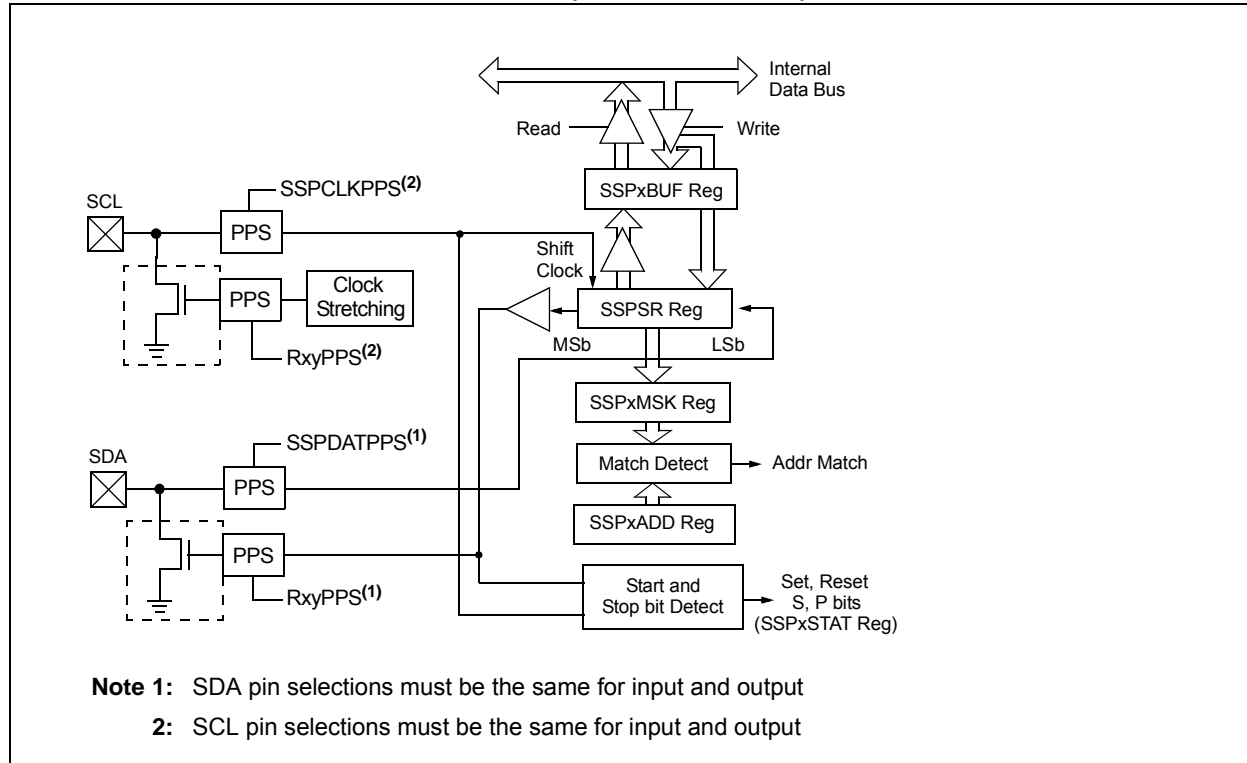 Internal
Data Bus
Read
Write
SSPxBUF Reg
SSPCLKPPS(2)
SCL
PPS
Shift
Clock
Clock
Stretching
PPS
SSPSR Reg
MSb
LSb
RxyPPS(2)
SSPxMSK Reg
SSPDATPPS(1)
SDA
Match Detect
Addr Match
PPS
SSPxADD Reg
PPS
Start and
Stop bit Detect
Set, Reset
S, P bits
(SSPxSTAT Reg)
RxyPPS(1)
Note 1: SDA pin selections must be the same for input and output
2: SCL pin selections must be the same for input and output